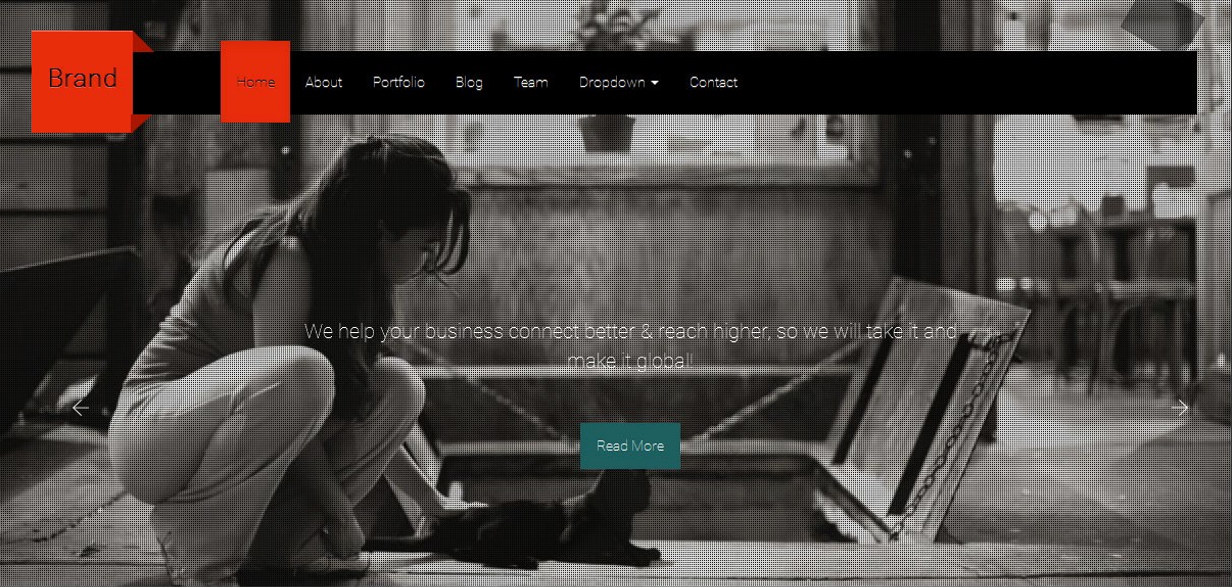 Brand
Home About Portfolio Blog Team Dropdown Contact
We help your business connect better & reach higher, so we will take it and
make it global!
Read More